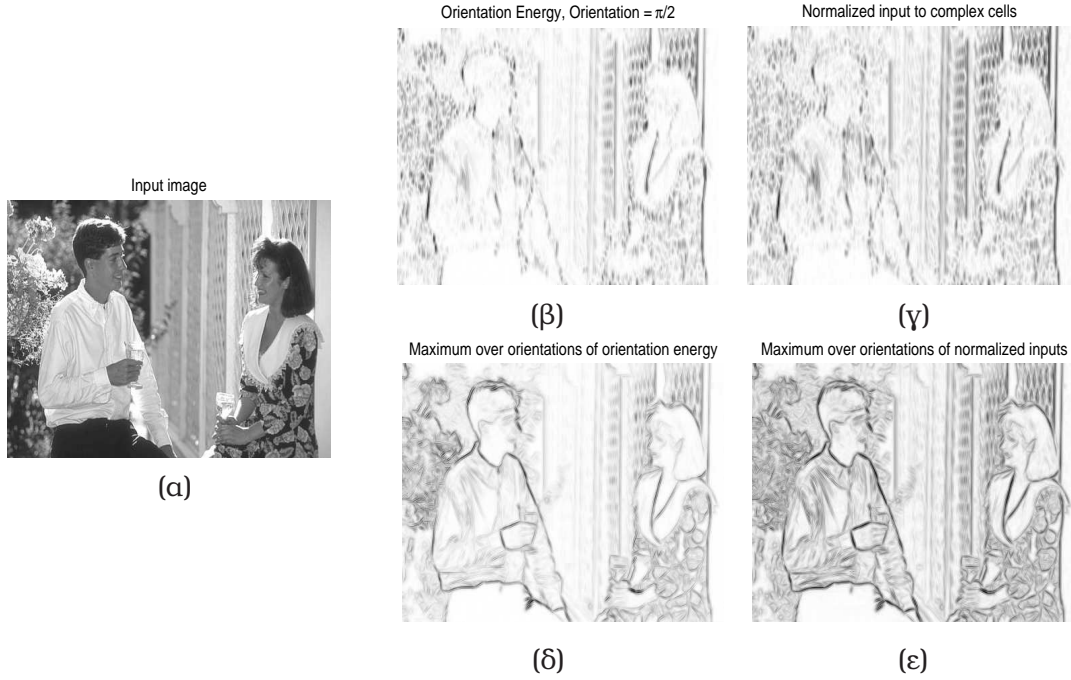 Orientation Energy, Orientation = π/2
Normalized input to complex cells
Input image
(β)
(γ)
Maximum over orientations of orientation energy
Maximum over orientations of normalized inputs
(α)
(δ)
(ε)